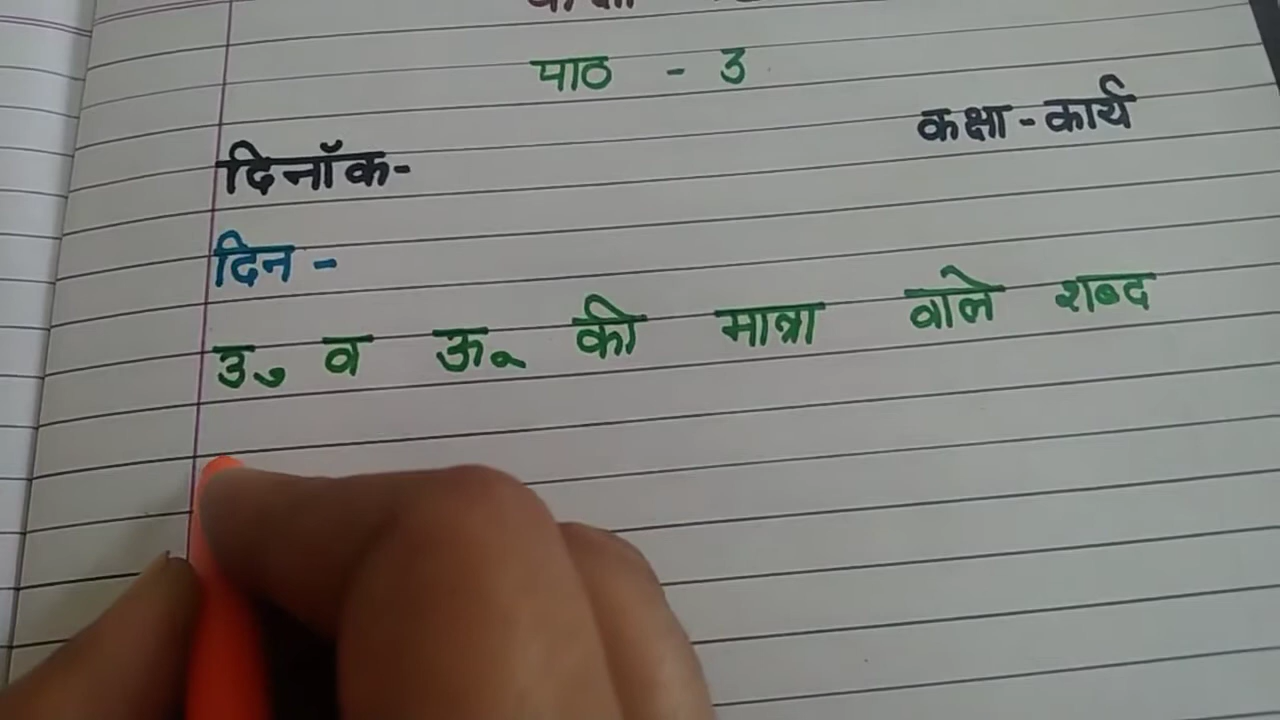 पाठ - 3
कक्षा - कार्य
दिनॉक-
दिन -
उ ु व ऊ ू की मात्रा वाले शब्द